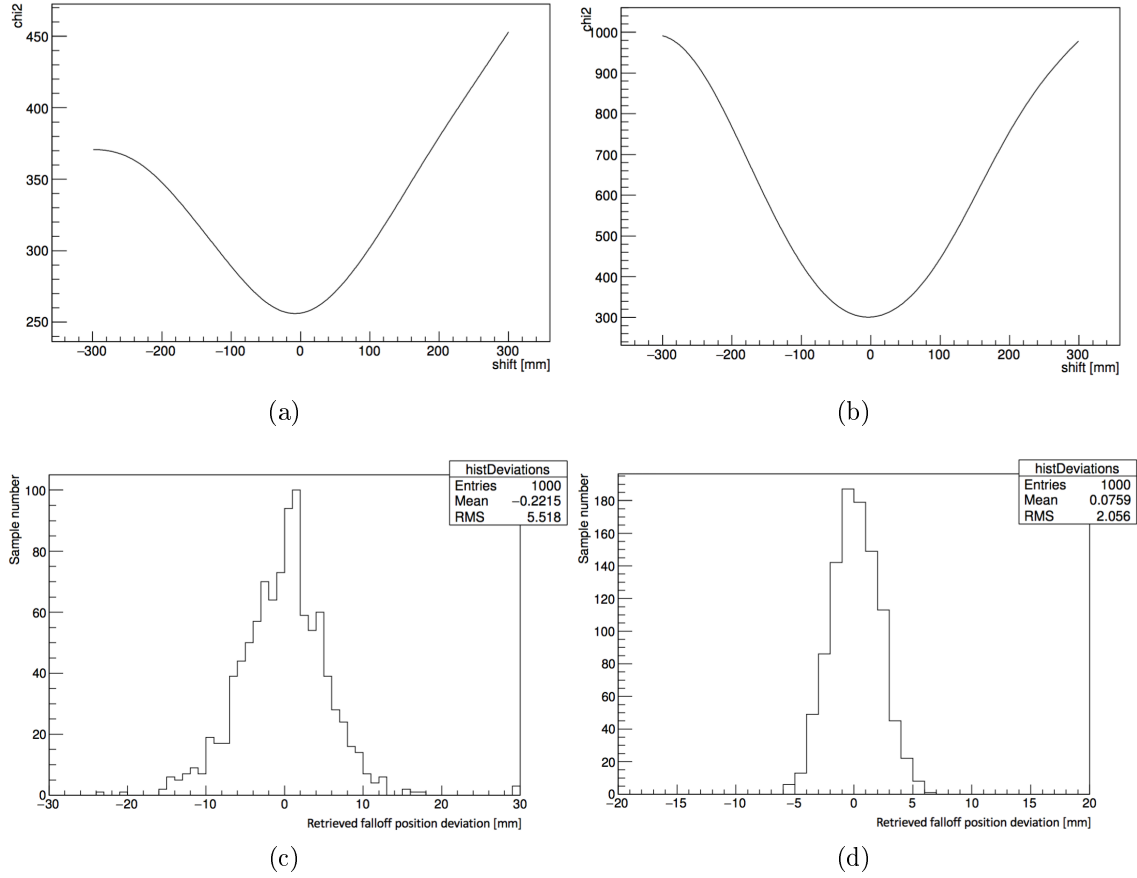 chi2
450
400
350
300
250
−300 −200 −100 0 100 200 300
shift [mm]
(a)
chi2
1000
900
800
700
600
500
400
300
−300 −200 −100 0 100 200 300
shift [mm]
(b)
histDeviations
Entries 1000
Mean −0.2215
RMS 5.518
Sample number
100
80
60
40
20
0
−30 −20 −10 0 10 20 30
Retrieved falloff position deviation [mm]
(c)
histDeviations
Entries 1000
Mean 0.0759
RMS 2.056
Sample number
180
160
140
120
100
80
60
40
20
0
−20 −15 −10 −5 0 5 10 15 20
Retrieved falloff position deviation [mm]
(d)